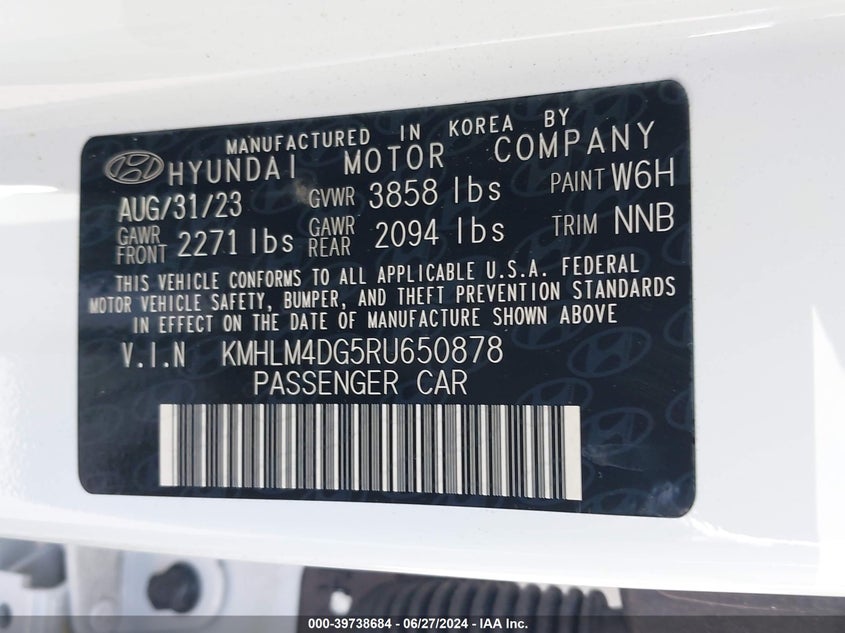 MANUFACTURED IN KOREA BY
HYUNDAI MOTOR COMPANY
AUG/31/23 GVWR 3858 lbs PAINT W6H
GAWR FRONT 2271 lbs GAWR REAR 2094 lbs TRIM NNB
THIS VEHICLE CONFORMS TO ALL APPLICABLE U.S.A. FEDERAL
MOTOR VEHICLE SAFETY, BUMPER, AND THEFT PREVENTION STANDARDS
IN EFFECT ON THE DATE OF MANUFACTURE SHOWN ABOVE
V.I.N KMHLM4DG5RU650878
PASSENGER CAR
000-39738684 - 06/27/2024 - IAA Inc.